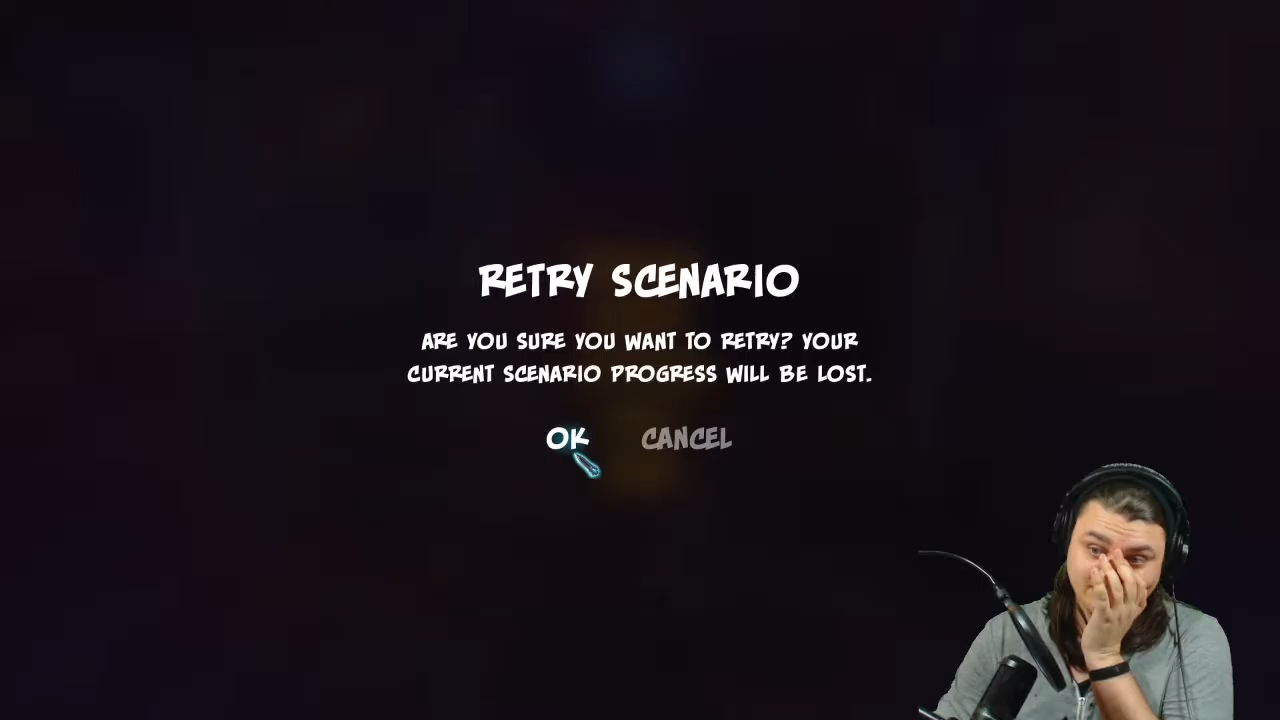 RETRY SCENARIO
ARE YOU SURE YOU WANT TO RETRY? YOUR
CURRENT SCENARIO PROGRESS WILL BE LOST.
OK CANCEL